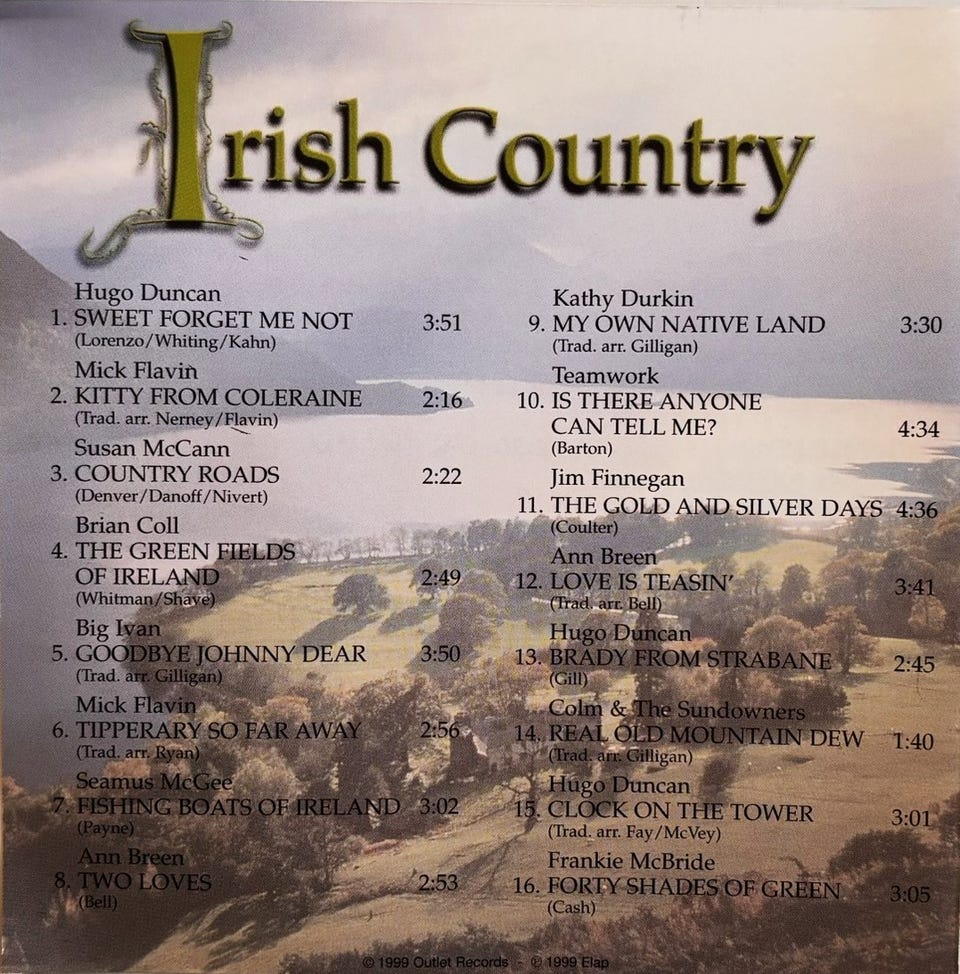 Irish Country
Hugo Duncan
1. SWEET FORGET ME NOT 3:51
(Lorenzo/Whiting/Kahn)
Mick Flavin
2. KITTY FROM COLERAINE 2:16
(Trad. arr. Nerney/Flavin)
Susan McCann
3. COUNTRY ROADS 2:22
(Denver/Danoff/Nivert)
Brian Coll
4. THE GREEN FIELDS
OF IRELAND 2:49
(Whitman/Shave)
Big Ivan
5. GOODBYE JOHNNY DEAR 3:50
(Trad. arr. Gilligan)
Mick Flavin
6. TIPPERARY SO FAR AWAY 2:56
(Trad. arr. Ryan)
Seamus McGee
7. FISHING BOATS OF IRELAND 3:02
(Payne)
Ann Breen
8. TWO LOVES 2:53
(Bell)
Kathy Durkin
9. MY OWN NATIVE LAND 3:30
(Trad. arr. Gilligan)
Teamwork
10. IS THERE ANYONE
CAN TELL ME? 4:34
(Barton)
Jim Finnegan
11. THE GOLD AND SILVER DAYS 4:36
(Coulter)
Ann Breen
12. LOVE IS TEASIN' 3:41
(Trad. arr. Bell)
Hugo Duncan
13. BRADY FROM STRABANE 2:45
(Gill)
Colm & The Sundowners
14. REAL OLD MOUNTAIN DEW 1:40
(Trad. arr. Gilligan)
Hugo Duncan
15. CLOCK ON THE TOWER 3:01
(Trad. arr. Fay/McVey)
Frankie McBride
16. FORTY SHADES OF GREEN 3:05
(Cash)
© 1999 Outlet Records - ℗ 1999 Elap